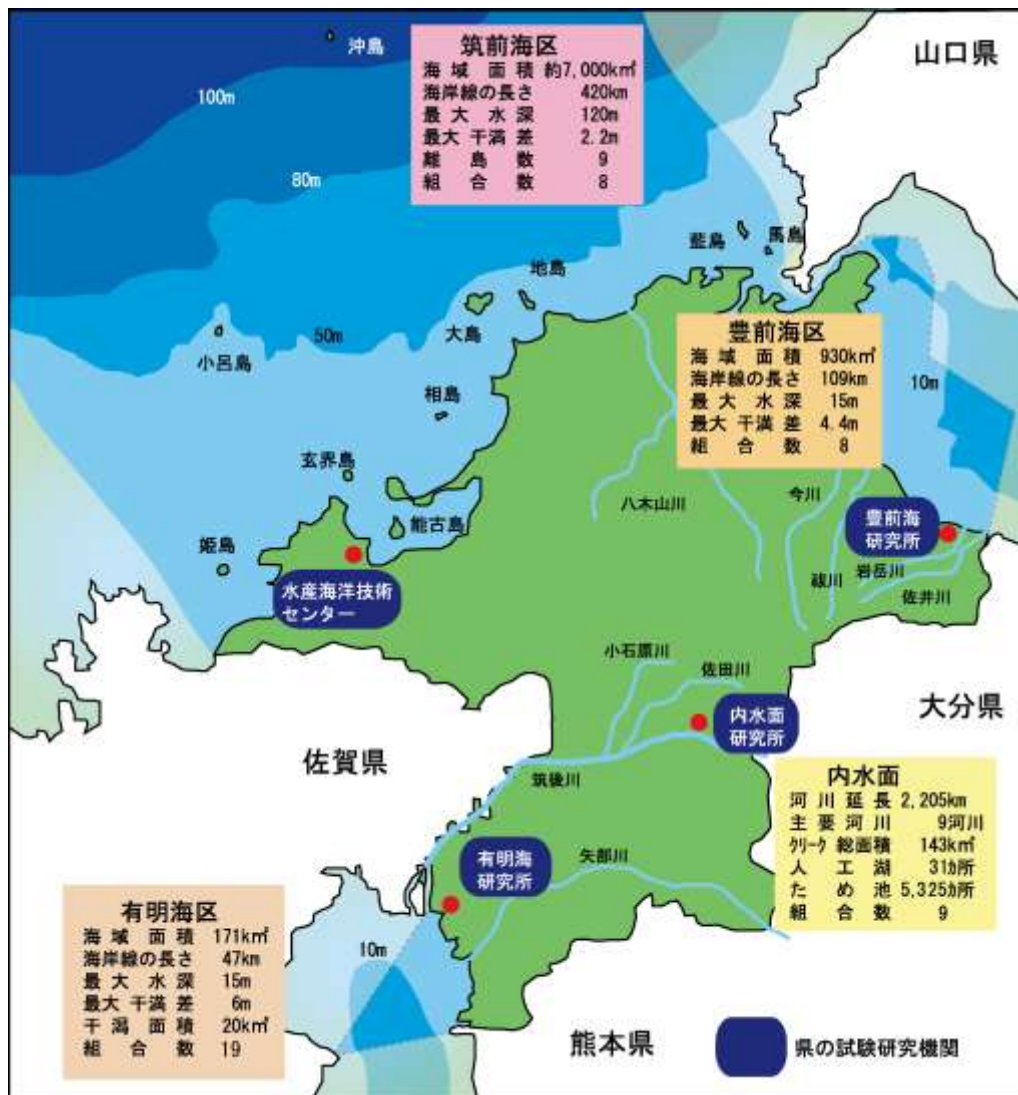 沖島
100m
80m
50m
筑前海区
海域面積 約7,000k㎡
海岸線の長さ 420km
最大水深 120m
最大干満差 2.2m
離島数 9
組合数 8
山口県
藍島
馬島
地島
大島
小呂島
相島
玄界島
能古島
姫島
豊前海区
海域面積 930k㎡
海岸線の長さ 109km
最大水深 15m
最大干満差 4.4m
組合数 8
10m
八木山川
今川
祓川
豊前海
研究所
岩岳川
佐井川
水産海洋技術
センター
小石原川
佐田川
内水面
研究所
大分県
佐賀県
筑後川
内水面
河川延長 2,205km
主要河川 9河川
クリーク総面積 143k㎡
人工湖 31カ所
ため池 5,325カ所
組合数 9
有明海
研究所
矢部川
有明海区
海域面積 171k㎡
海岸線の長さ 47km
最大水深 15m
最大干満差 6m
干潟面積 20k㎡
組合数 19
10m
熊本県
県の試験研究機関